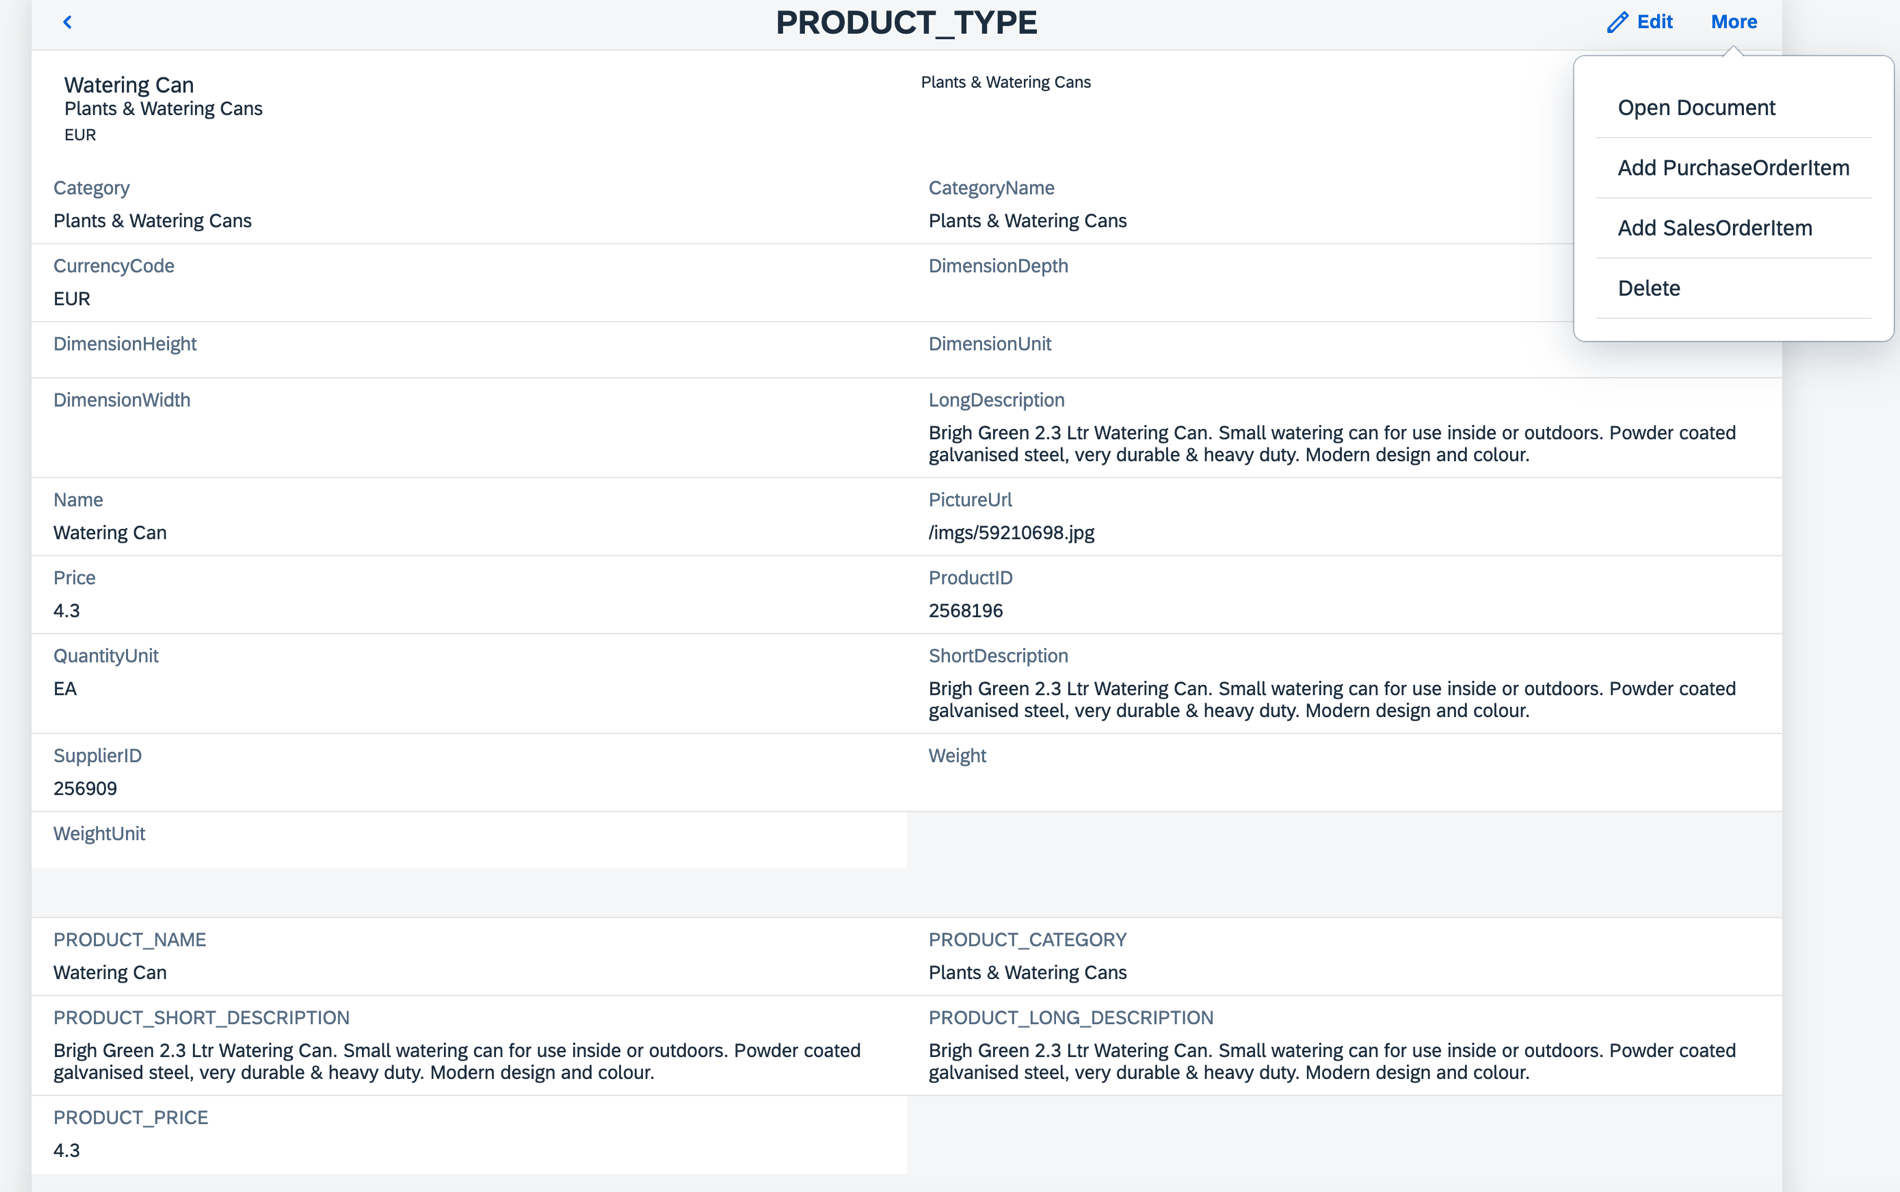 PRODUCT_TYPE
Edit
More
Open Document
Add PurchaseOrderItem
Add SalesOrderItem
Delete
Watering Can
Plants & Watering Cans
EUR
Plants & Watering Cans
Category
Plants & Watering Cans
CategoryName
Plants & Watering Cans
CurrencyCode
EUR
DimensionDepth
DimensionHeight
DimensionUnit
DimensionWidth
LongDescription
Brigh Green 2.3 Ltr Watering Can. Small watering can for use inside or outdoors. Powder coated
galvanised steel, very durable & heavy duty. Modern design and colour.
Name
Watering Can
PictureUrl
/imgs/59210698.jpg
Price
4.3
ProductID
2568196
QuantityUnit
EA
ShortDescription
Brigh Green 2.3 Ltr Watering Can. Small watering can for use inside or outdoors. Powder coated
galvanised steel, very durable & heavy duty. Modern design and colour.
SupplierID
256909
Weight
WeightUnit
PRODUCT_NAME
Watering Can
PRODUCT_CATEGORY
Plants & Watering Cans
PRODUCT_SHORT_DESCRIPTION
Brigh Green 2.3 Ltr Watering Can. Small watering can for use inside or outdoors. Powder coated
galvanised steel, very durable & heavy duty. Modern design and colour.
PRODUCT_LONG_DESCRIPTION
Brigh Green 2.3 Ltr Watering Can. Small watering can for use inside or outdoors. Powder coated
galvanised steel, very durable & heavy duty. Modern design and colour.
PRODUCT_PRICE
4.3